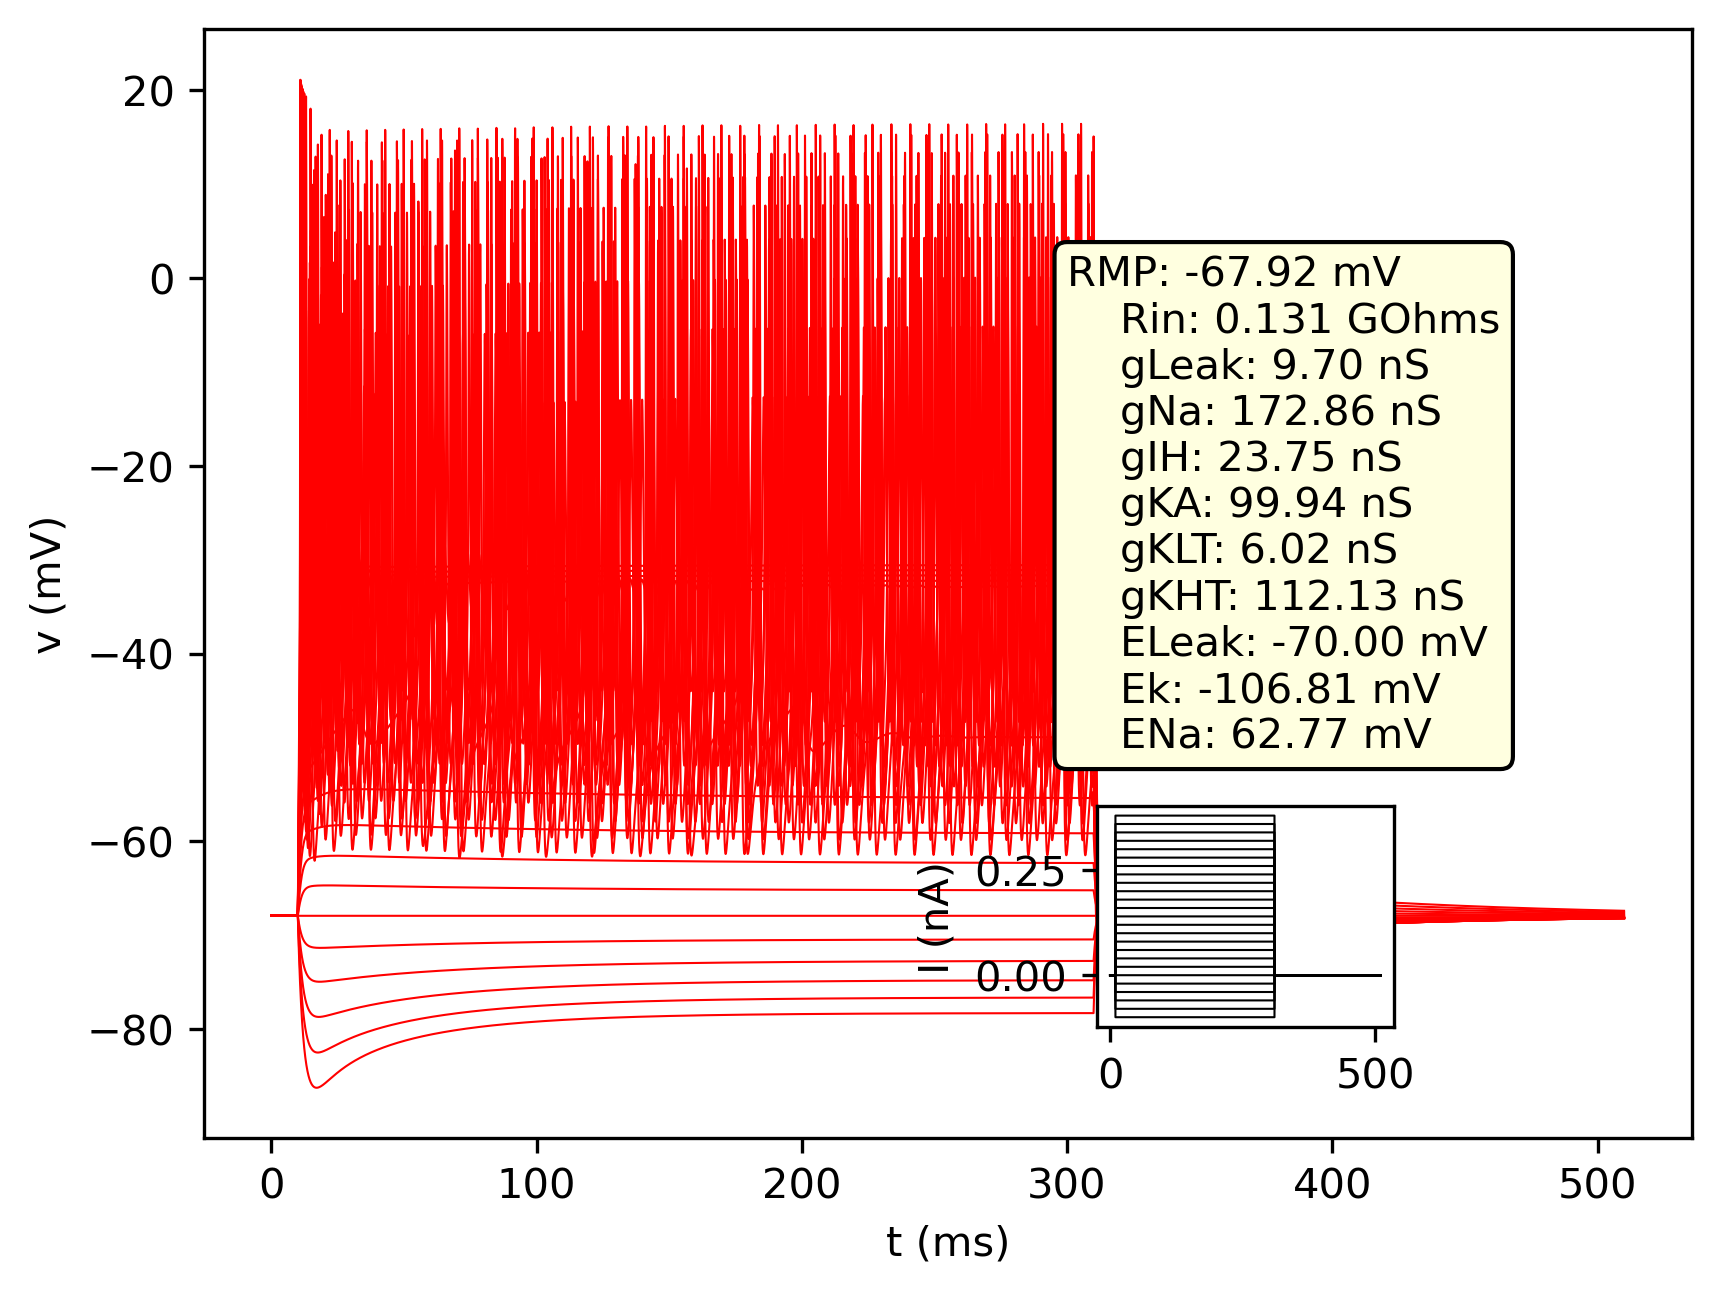 20
0
−20
−40
−60
−80
v (mV)
0
100
200
300
400
500
t (ms)
RMP: -67.92 mV
Rin: 0.131 GOhms
gLeak: 9.70 nS
gNa: 172.86 nS
gIH: 23.75 nS
gKA: 99.94 nS
gKLT: 6.02 nS
gKHT: 112.13 nS
ELeak: -70.00 mV
Ek: -106.81 mV
ENa: 62.77 mV
0.25
0.00
I (nA)
0
500